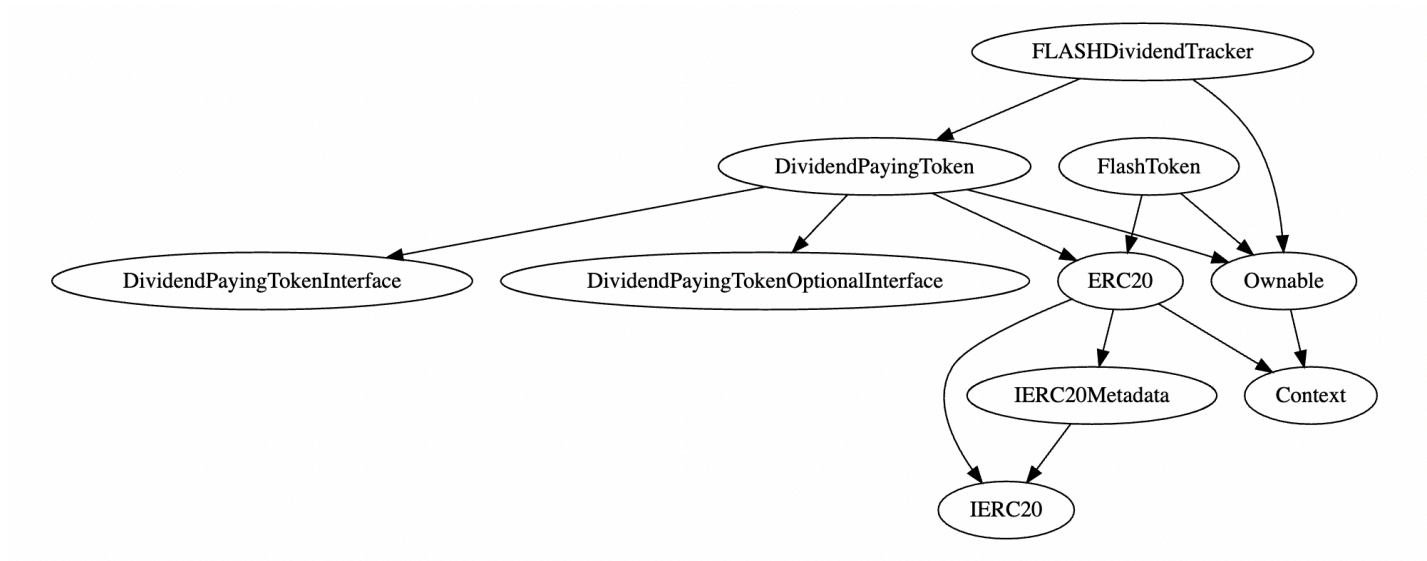 FLASHDividendTracker
DividendPayingToken
FlashToken
DividendPayingTokenInterface
DividendPayingTokenOptionalInterface
ERC20
Ownable
IERC20Metadata
Context
IERC20